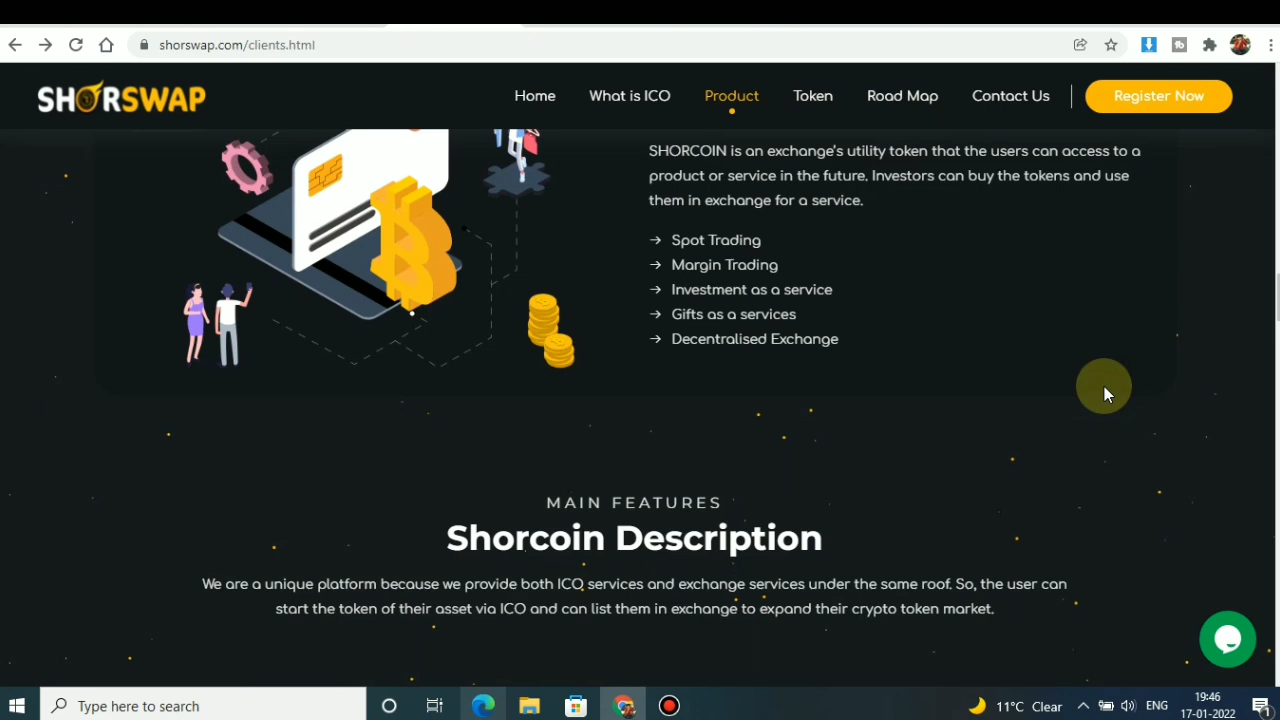 shorswap.com/clients.html
SHORSWAP
Home
What is ICO
Product
Token
Road Map
Contact Us
Register Now
SHORCOIN is an exchange's utility token that the users can access to a
product or service in the future. Investors can buy the tokens and use
them in exchange for a service.
→ Spot Trading
→ Margin Trading
→ Investment as a service
→ Gifts as a services
→ Decentralised Exchange
MAIN FEATURES
Shorcoin Description
We are a unique platform because we provide both ICO services and exchange services under the same roof. So, the user can
start the token of their asset via ICO and can list them in exchange to expand their crypto token market.
Type here to search
11°C Clear
ENG
19:46
17-01-2022
1